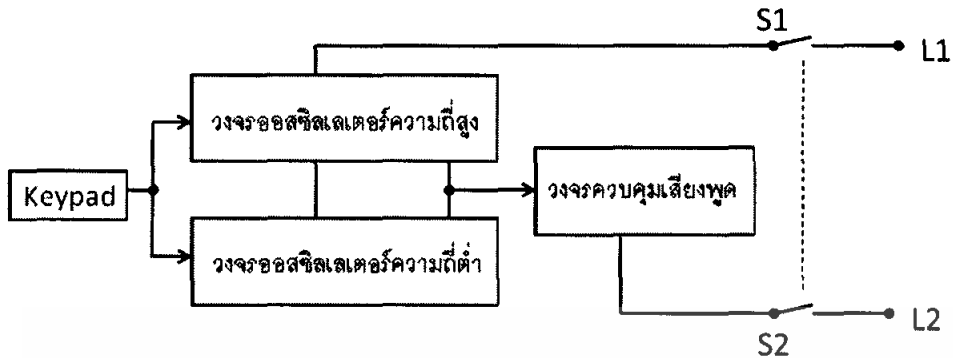 S1
L1
วงจรออสซิลเลเตอร์ความถี่สูง
Keypad
วงจรควบคุมเสียงพูด
วงจรออสซิลเลเตอร์ความถี่ต่ำ
L2
S2